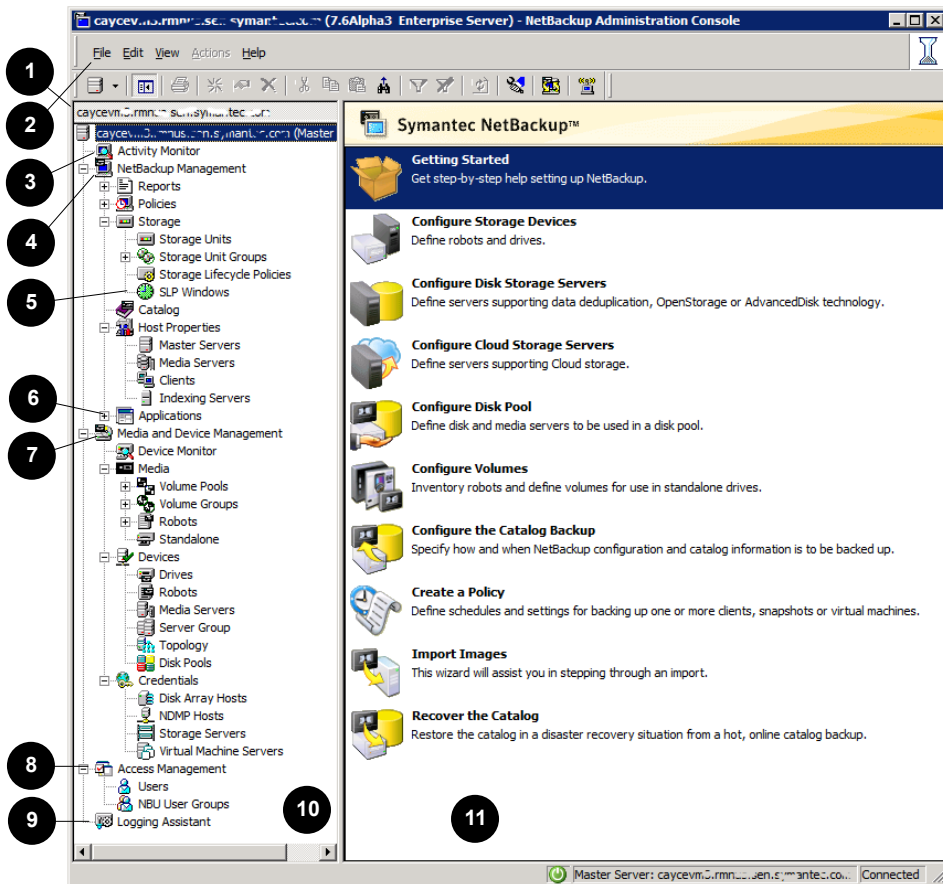 (7.6Alpha3 Enterprise Server) - NetBackup Administration Console
File Edit View Actions Help
1
2
(Master
Symantec NetBackup™
3
Activity Monitor
Getting Started
Get step-by-step help setting up NetBackup.
4
NetBackup Management
Reports
Policies
Storage
Storage Units
Storage Unit Groups
Storage Lifecycle Policies
5
SLP Windows
Catalog
Host Properties
Master Servers
Media Servers
Clients
Indexing Servers
6
Applications
7
Media and Device Management
Device Monitor
Media
Volume Pools
Volume Groups
Robots
Standalone
Devices
Drives
Robots
Media Servers
Server Group
Topology
Disk Pools
Credentials
Disk Array Hosts
NDMP Hosts
Storage Servers
Virtual Machine Servers
8
Access Management
Users
NBU User Groups
9
Logging Assistant
10
Configure Storage Devices
Define robots and drives.
Configure Disk Storage Servers
Define servers supporting data deduplication, OpenStorage or AdvancedDisk technology.
Configure Cloud Storage Servers
Define servers supporting Cloud storage.
Configure Disk Pool
Define disk and media servers to be used in a disk pool.
Configure Volumes
Inventory robots and define volumes for use in standalone drives.
Configure the Catalog Backup
Specify how and when NetBackup configuration and catalog information is to be backed up.
Create a Policy
Define schedules and settings for backing up one or more clients, snapshots or virtual machines.
Import Images
This wizard will assist you in stepping through an import.
Recover the Catalog
Restore the catalog in a disaster recovery situation from a hot, online catalog backup.
11
Master Server: Connected